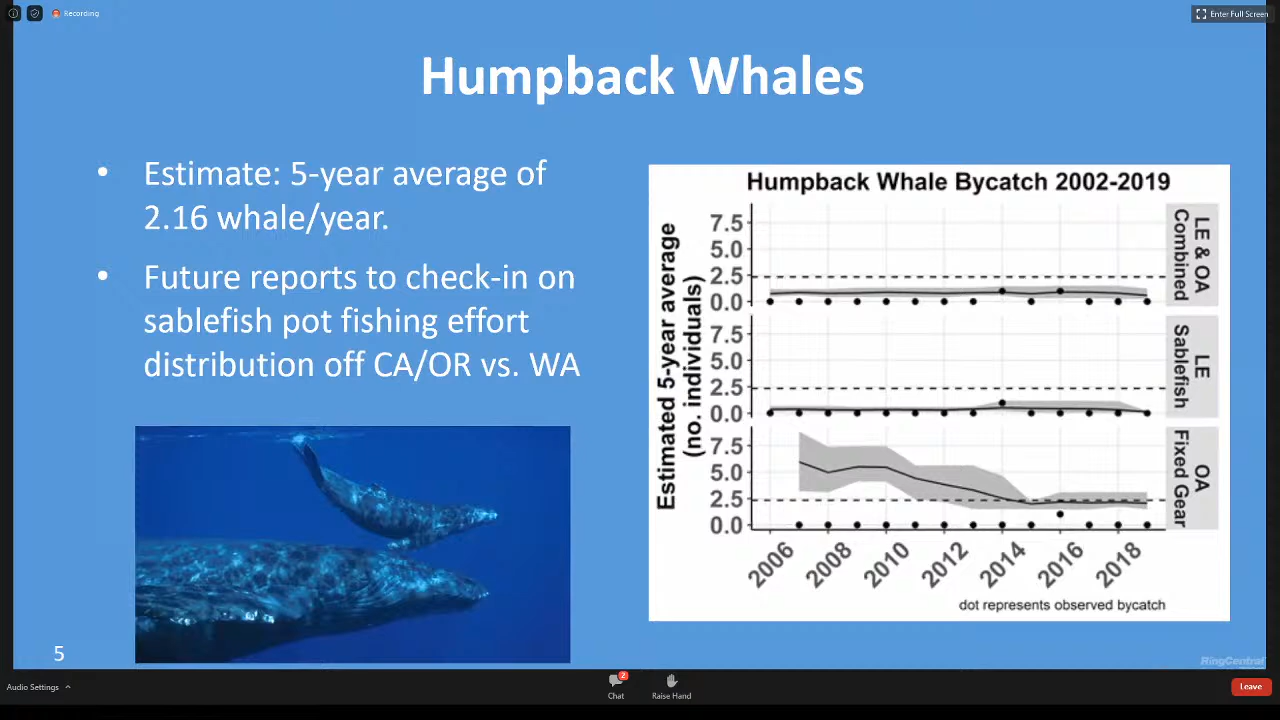 Recording
Enter Full Screen
Humpback Whales
• Estimate: 5-year average of
2.16 whale/year.
• Future reports to check-in on
sablefish pot fishing effort
distribution off CA/OR vs. WA
5
Humpback Whale Bycatch 2002-2019
Estimated 5-year average
(no. individuals)
7.5
5.0
2.5
0.0
LE & OA
Combined
7.5
5.0
2.5
0.0
LE
Sablefish
7.5
5.0
2.5
0.0
OA
Fixed Gear
2006 2008 2010 2012 2014 2016 2018
dot represents observed bycatch
RingCentral
Audio Settings
2
Chat
Raise Hand
Leave